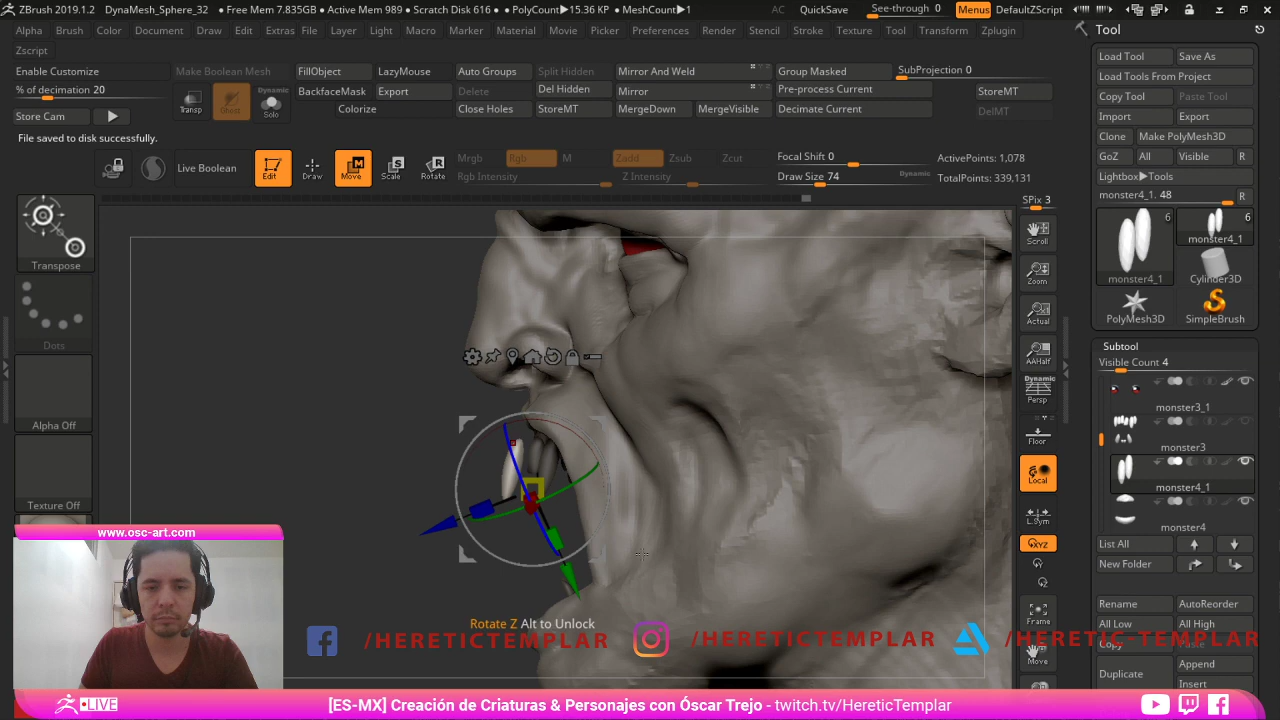 ZBrush 2019.1.2 DynaMesh_Sphere_32 • Free Mem 7.835GB • Active Mem 989 • Scratch Disk 616 • PolyCount▶15.36 KP • MeshCount▶1 AC QuickSave See-through 0 Menus DefaultZScript
Alpha Brush Color Document Draw Edit Extras File Layer Light Macro Marker Material Movie Picker Preferences Render Stencil Stroke Texture Tool Transform Zplugin
Zscript
Enable Customize
% of decimation 20
Store Cam
Make Boolean Mesh
Transp
Ghost
Dynamic
Solo
FillObject
LazyMouse
BackfaceMask
Export
Colorize
Auto Groups
Split Hidden
Delete
Del Hidden
Close Holes
StoreMT
Mirror And Weld
Mirror
MergeDown
MergeVisible
Group Masked
Pre-process Current
Decimate Current
SubProjection 0
StoreMT
DelMT
File saved to disk successfully.
Live Boolean
Edit
Draw
Move
Scale
Rotate
Mrgb
Rgb
M
Zadd
Zsub
Zcut
Rgb Intensity
Z Intensity
Focal Shift 0
Draw Size 74
Dynamic
ActivePoints: 1,078
TotalPoints: 339,131
Transpose
Dots
Alpha Off
Texture Off
Rotate Z Alt to Unlock
SPix 3
Scroll
Zoom
Actual
AAHalf
Dynamic
Persp
Floor
Local
L.Sym
XYZ
Frame
Move
Tool
Load Tool
Save As
Load Tools From Project
Copy Tool
Paste Tool
Import
Export
Clone
Make PolyMesh3D
GoZ
All
Visible
R
Lightbox▶Tools
monster4_1. 48
R
6
6
monster4_1
monster4_1
Cylinder3D
PolyMesh3D
SimpleBrush
Subtool
Visible Count 4
monster3_1
monster3
monster4_1
monster4
List All
New Folder
Rename
AutoReorder
All Low
All High
Copy
Duplicate
Append
Insert
www.osc-art.com
/HERETICTEMPLAR
/HERETICTEMPLAR
/HERETIC-TEMPLAR
LIVE
[ES-MX] Creación de Criaturas & Personajes con Óscar Trejo - twitch.tv/HereticTemplar